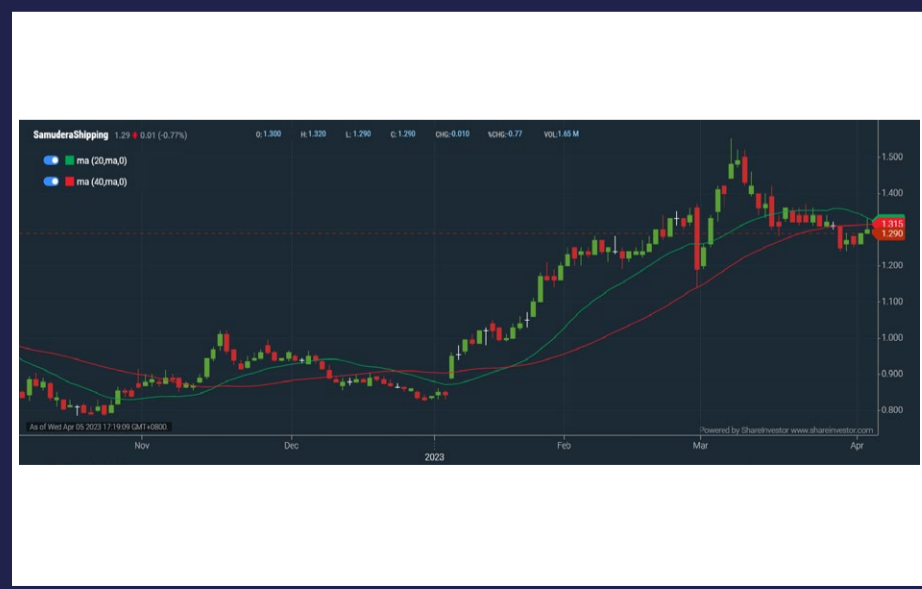 SamuderaShipping 1.29 0.01 (-0.77%) O:1.300 H:1.320 L:1.290 C:1.290 CHG:-0.010 %CHG:-0.77 VOL:1.65 M
ma (20,ma,0)
ma (40,ma,0)
1.500
1.400
1.315
1.290
1.200
1.100
1.000
0.900
0.800
As of Wed Apr 05 2023 17:19:09 GMT+0800.
Powered by ShareInvestor www.shareinvestor.com
Nov Dec Feb Mar Apr
2023